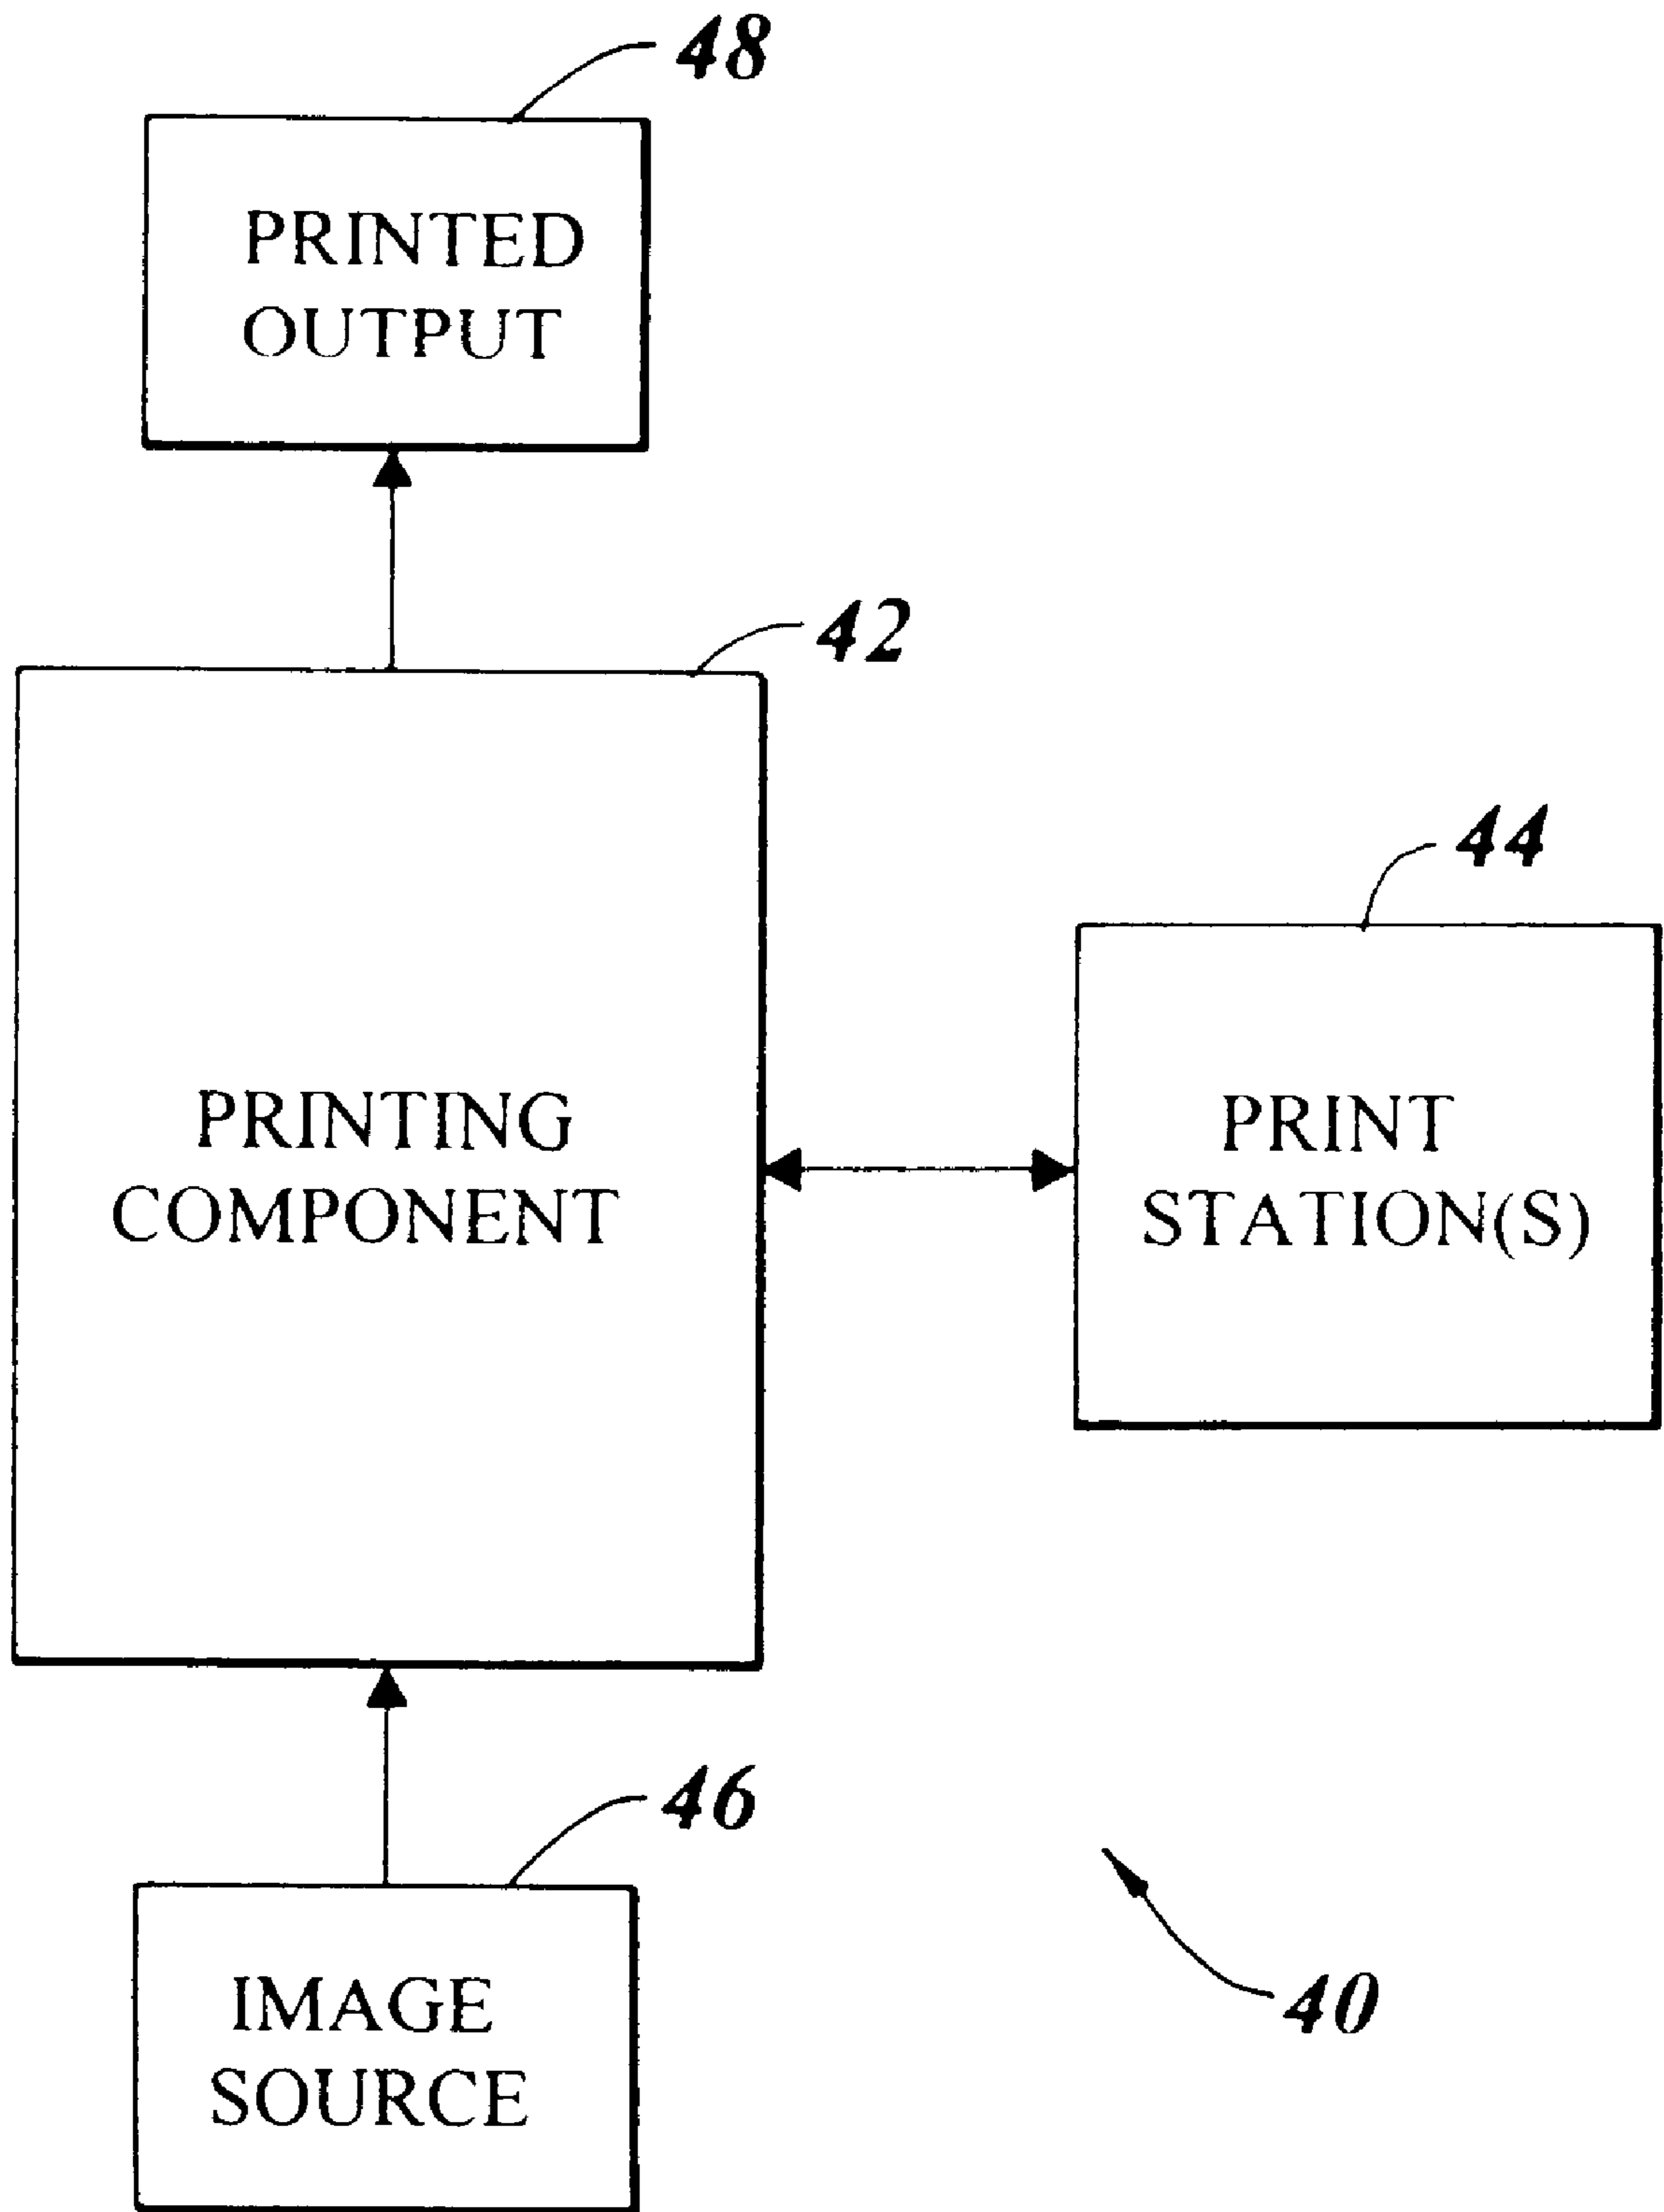 48
PRINTED
OUTPUT
42
44
PRINTING
COMPONENT
PRINT
STATION(S)
46
IMAGE
SOURCE
40